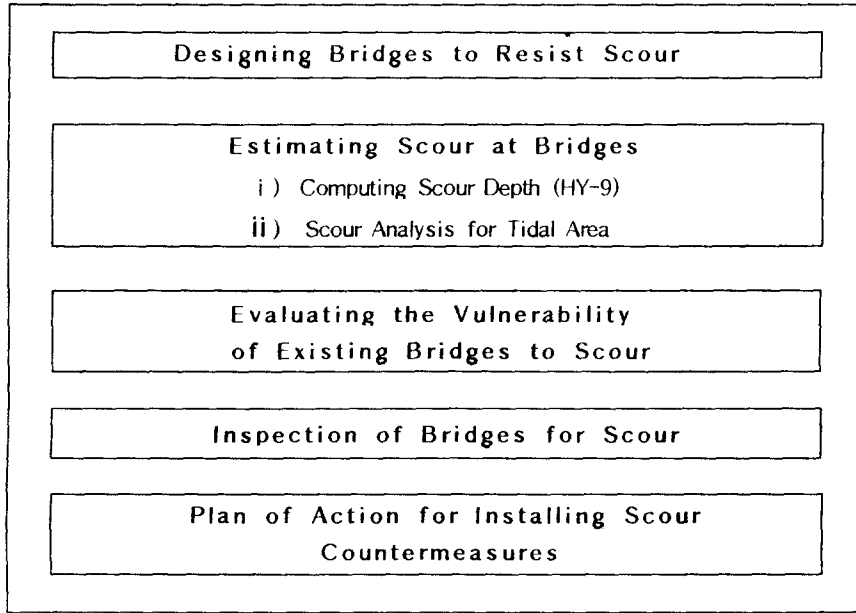 Designing Bridges to Resist Scour
Estimating Scour at Bridges
i) Computing Scour Depth (HY-9)
ii) Scour Analysis for Tidal Area
Evaluating the Vulnerability
of Existing Bridges to Scour
Inspection of Bridges for Scour
Plan of Action for Installing Scour
Countermeasures